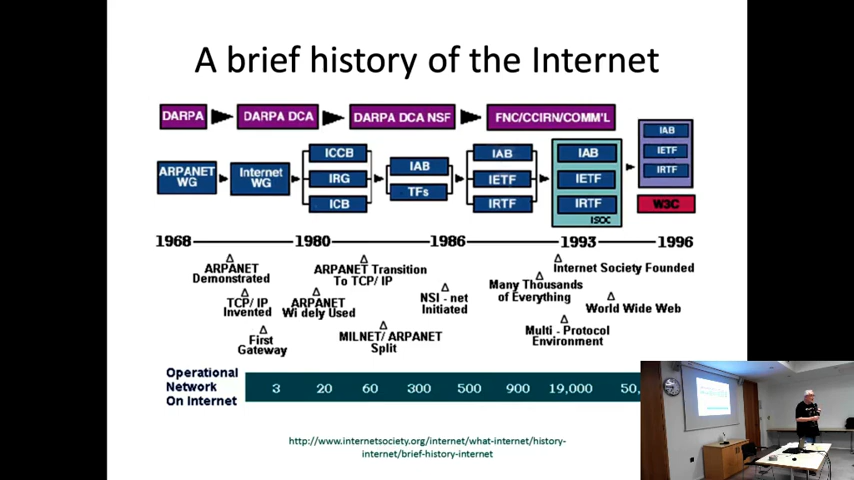 A brief history of the Internet
DARPA
DARPA DCA
DARPA DCA NSF
FNC/CCIRN/COMM'L
ARPANET
WG
Internet
WG
ICCB
IRG
ICB
IAB
TFs
IAB
IETF
IRTF
IAB
IETF
IRTF
ISOC
IAB
IETF
IRTF
W3C
1968
1980
1986
1993
1996
ARPANET
Demonstrated
TCP/ IP
Invented
First
Gateway
ARPANET
Wi dely Used
ARPANET Transition
To TCP/ IP
MILNET/ ARPANET
Split
NSI - net
Initiated
Many Thousands
of Everything
Internet Society Founded
World Wide Web
Multi - Protocol
Environment
Operational
Network
On Internet
3 20 60 300 500 900 19,000 50,
http://www.internetsociety.org/internet/what-internet/history-
internet/brief-history-internet